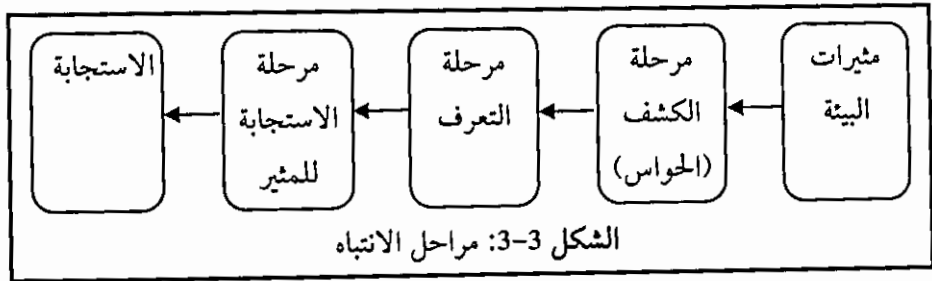 مثيرات
البيئة
مرحلة
الكشف
(الحواس)
مرحلة
التعرف
مرحلة
الاستجابة
للمثير
الاستجابة
الشكل 3-3: مراحل الانتباه